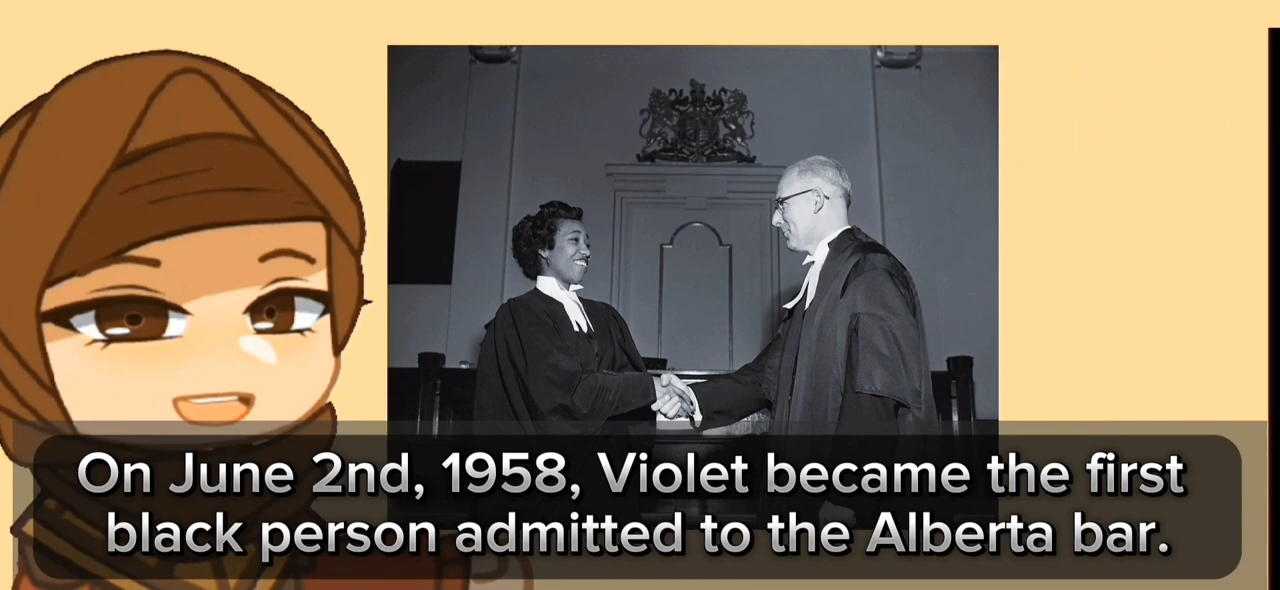 On June 2nd, 1958, Violet became the first
black person admitted to the Alberta bar.